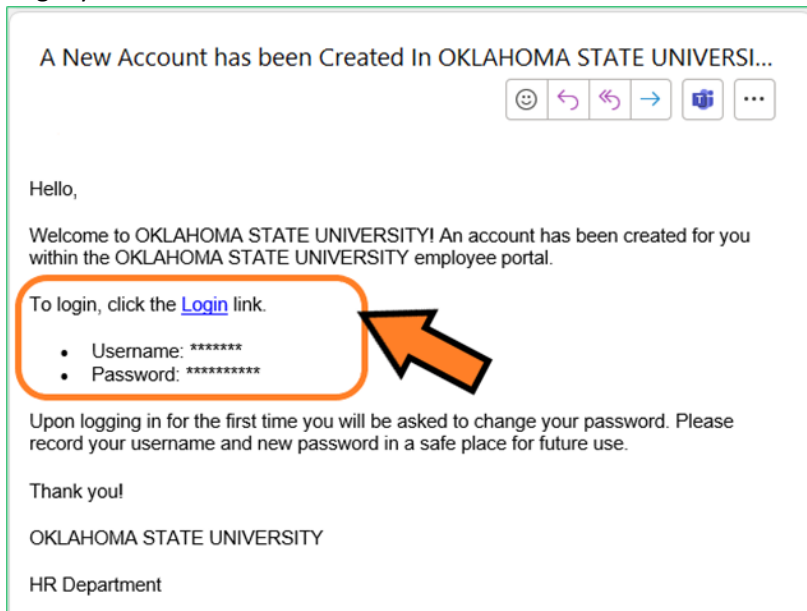 A New Account has been Created In OKLAHOMA STATE UNIVERSI...
Hello,
Welcome to OKLAHOMA STATE UNIVERSITY! An account has been created for you
within the OKLAHOMA STATE UNIVERSITY employee portal.
To login, click the Login link.
• Username: *******
• Password: **********
Upon logging in for the first time you will be asked to change your password. Please
record your username and new password in a safe place for future use.
Thank you!
OKLAHOMA STATE UNIVERSITY
HR Department